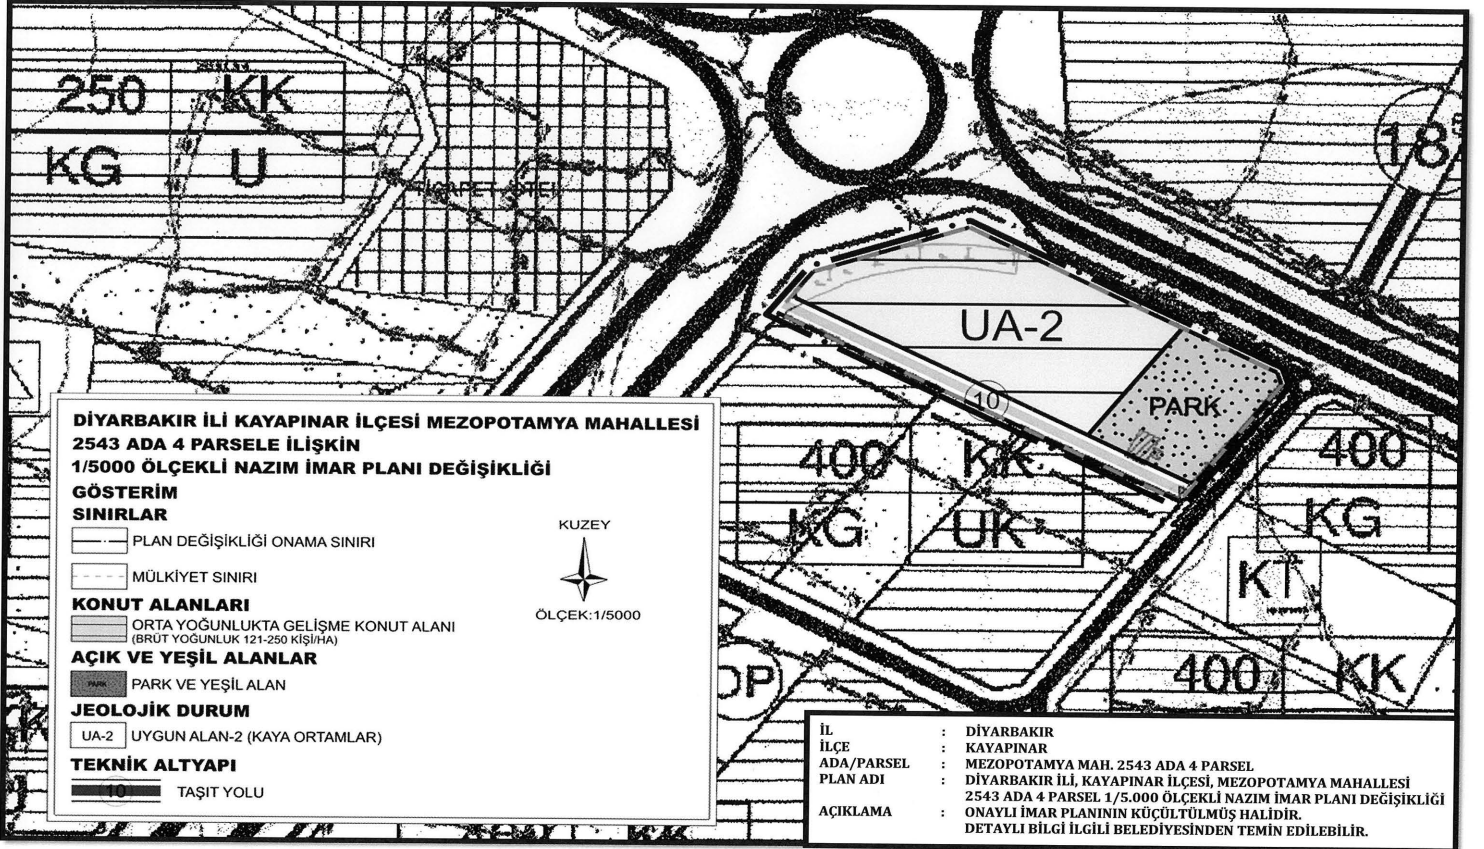 250 KK
KG U
TİCARET OTEL
18
UA-2
10
PARK
400 KK
KG UK
400
KG
KT
400 KK
OP
KK
DİYARBAKIR İLİ KAYAPINAR İLÇESİ MEZOPOTAMYA MAHALLESİ
2543 ADA 4 PARSELE İLİŞKİN
1/5000 ÖLÇEKLİ NAZIM İMAR PLANI DEĞİŞİKLİĞİ
GÖSTERİM
SINIRLAR
PLAN DEĞİŞİKLİĞİ ONAMA SINIRI
MÜLKİYET SINIRI
KONUT ALANLARI
ORTA YOĞUNLUKTA GELİŞME KONUT ALANI
(BRÜT YOĞUNLUK 121-250 KİŞİ/HA)
AÇIK VE YEŞİL ALANLAR
PARK PARK VE YEŞİL ALAN
JEOLOJİK DURUM
UA-2 UYGUN ALAN-2 (KAYA ORTAMLAR)
TEKNİK ALTYAPI
10 TAŞIT YOLU
KUZEY
ÖLÇEK:1/5000
İL : DİYARBAKIR
İLÇE : KAYAPINAR
ADA/PARSEL : MEZOPOTAMYA MAH. 2543 ADA 4 PARSEL
PLAN ADI : DİYARBAKIR İLİ, KAYAPINAR İLÇESİ, MEZOPOTAMYA MAHALLESİ
2543 ADA 4 PARSEL 1/5.000 ÖLÇEKLİ NAZIM İMAR PLANI DEĞİŞİKLİĞİ
AÇIKLAMA : ONAYLI İMAR PLANININ KÜÇÜLTÜLMÜŞ HALİDİR.
DETAYLI BİLGİ İLGİLİ BELEDİYESİNDEN TEMİN EDİLEBİLİR.